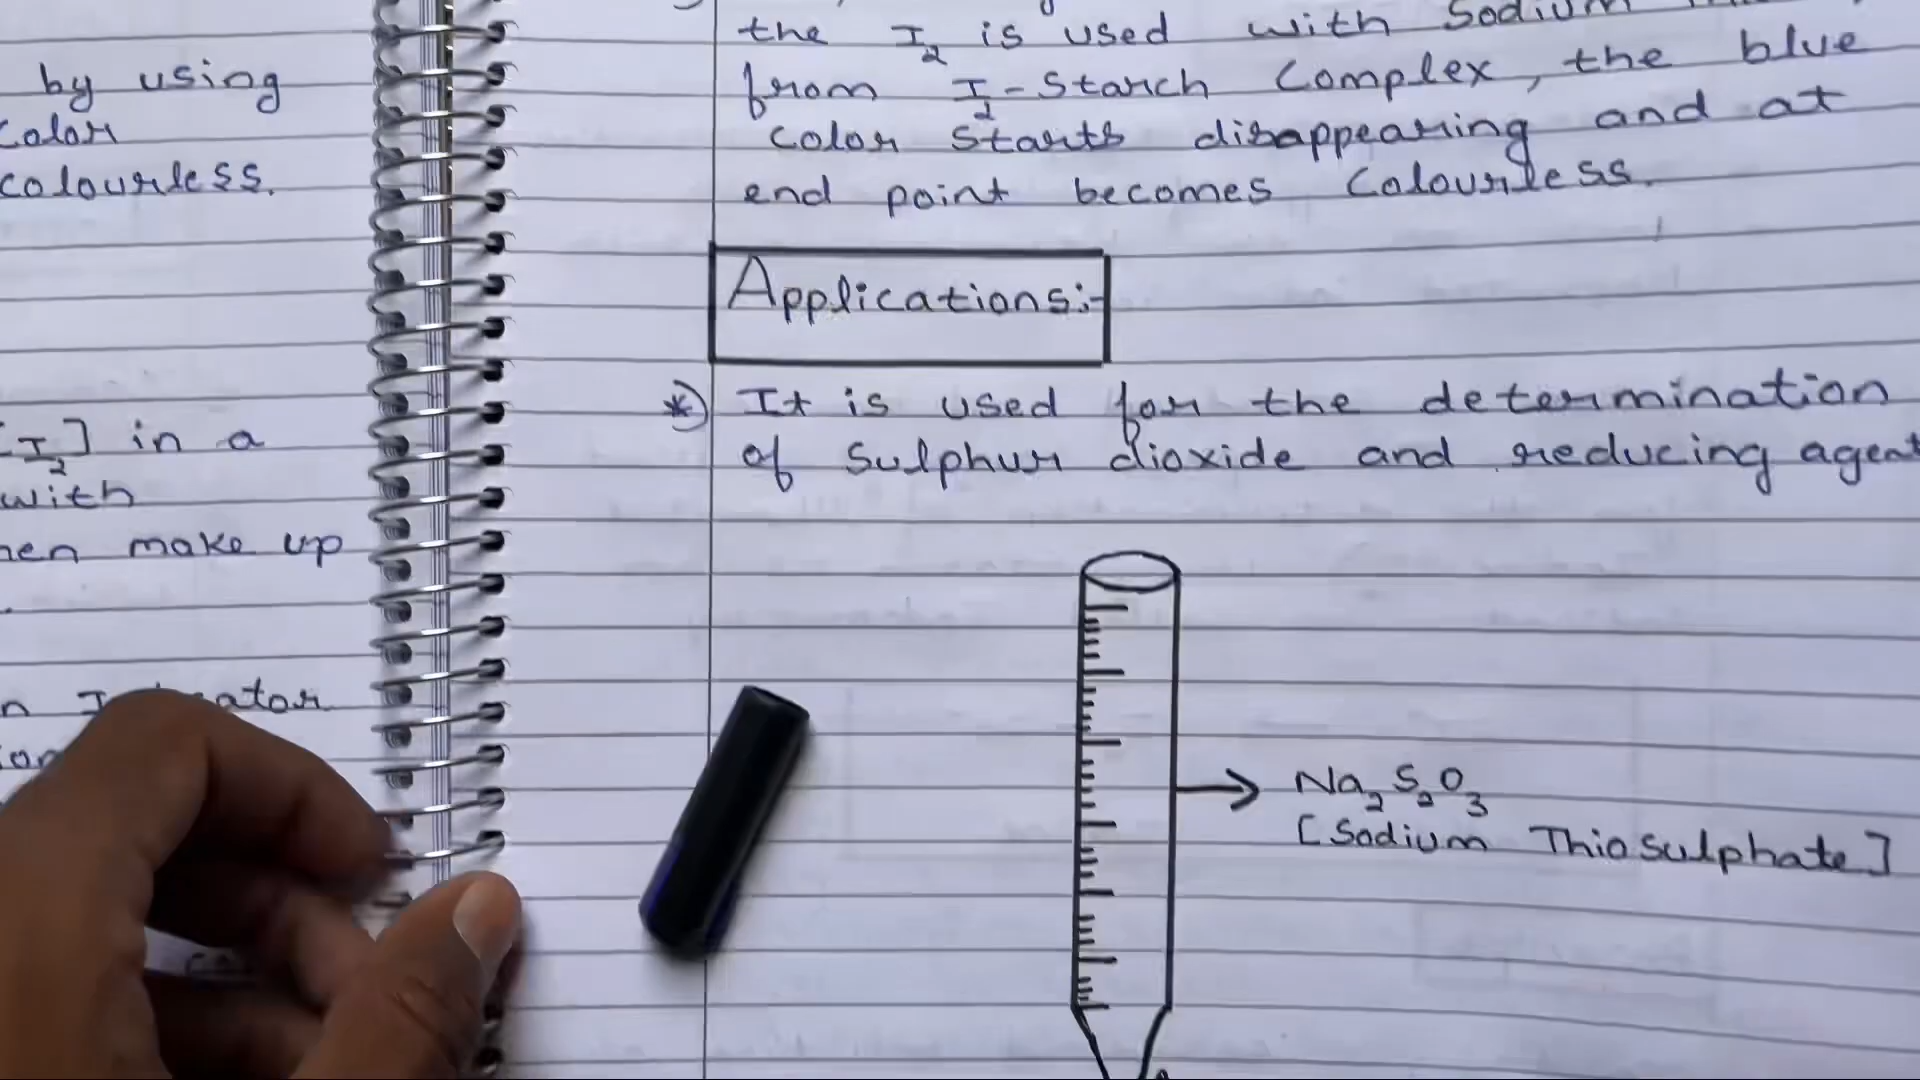 by using
Color
colourless.
[I2] in a
with
hen make up
the I2 is used with Sodium
from I2-Starch Complex, the blue
Color starts disappearing and at
end point becomes Colourless.
Applications:-
*) It is used for the determination
of sulphur dioxide and reducing agent
Na2S2O3
[Sodium Thiosulphate]